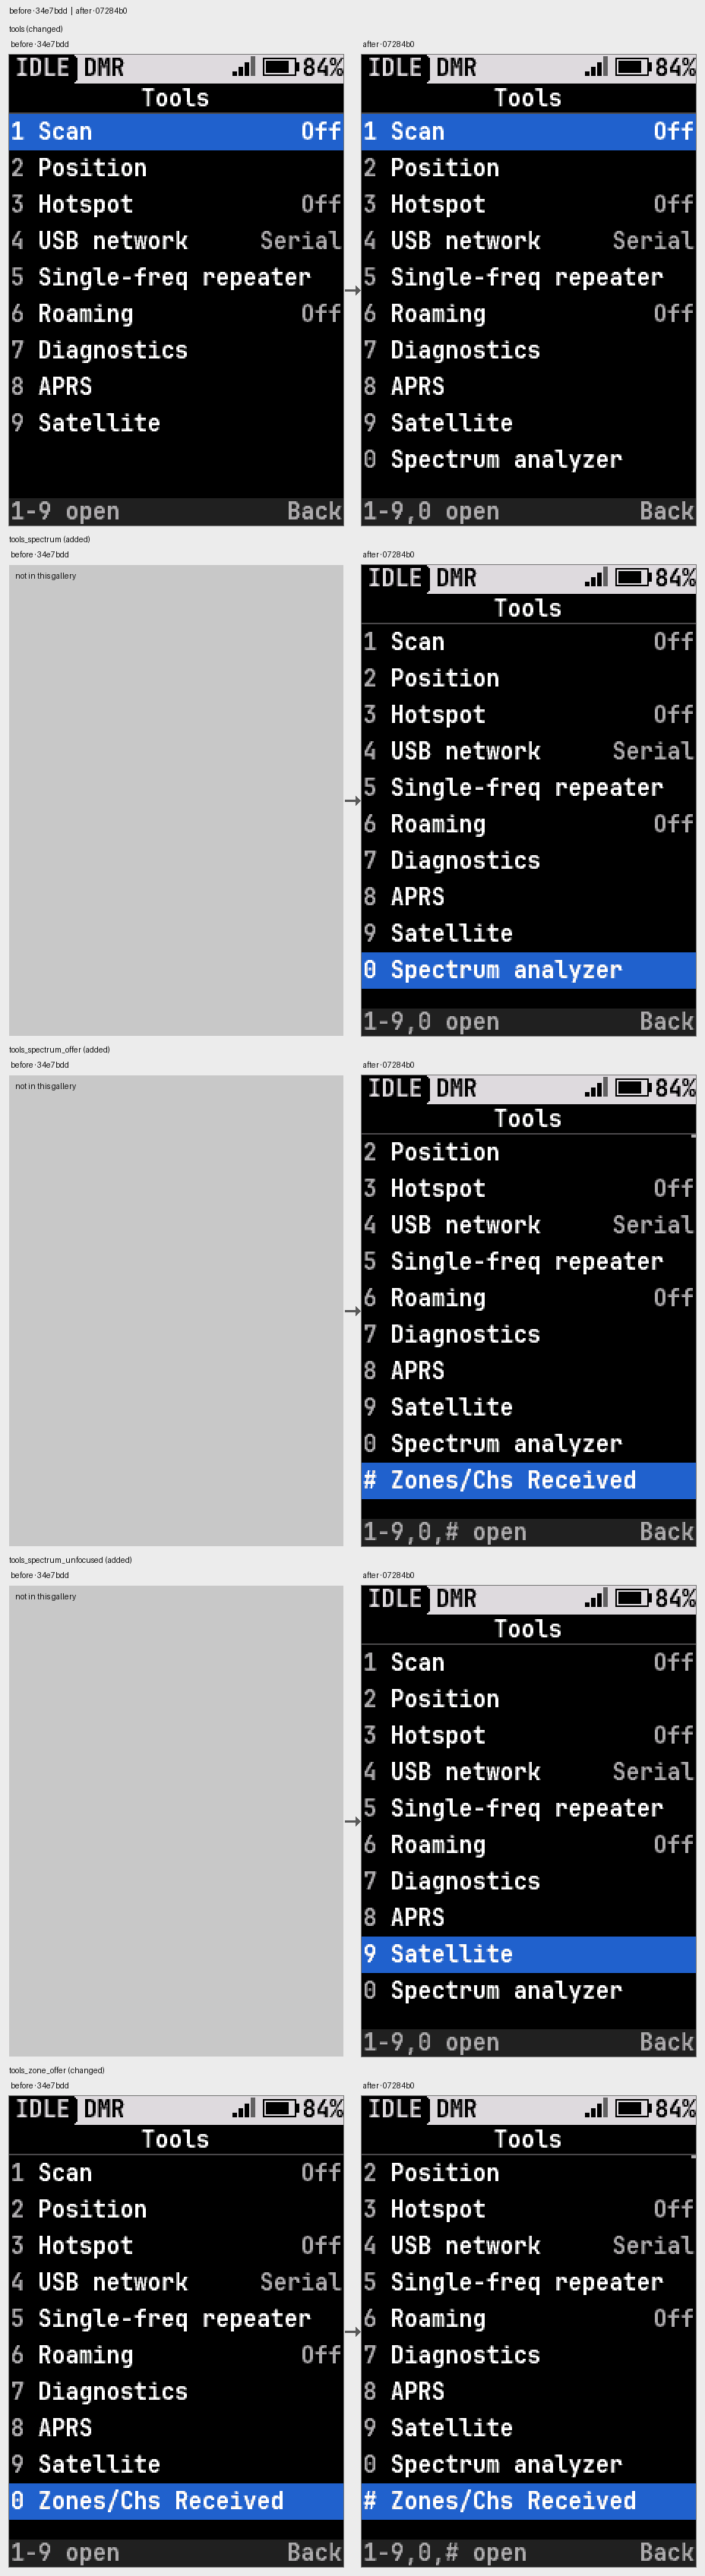 before · 34e7bdd | after · 07284b0
tools (changed)
before · 34e7bdd
after · 07284b0
IDLE DMR 84%
Tools
1 Scan Off
2 Position
3 Hotspot Off
4 USB network Serial
5 Single-freq repeater
6 Roaming Off
7 Diagnostics
8 APRS
9 Satellite
1-9 open Back
→
IDLE DMR 84%
Tools
1 Scan Off
2 Position
3 Hotspot Off
4 USB network Serial
5 Single-freq repeater
6 Roaming Off
7 Diagnostics
8 APRS
9 Satellite
0 Spectrum analyzer
1-9,0 open Back
tools_spectrum (added)
before · 34e7bdd
after · 07284b0
not in this gallery
→
IDLE DMR 84%
Tools
1 Scan Off
2 Position
3 Hotspot Off
4 USB network Serial
5 Single-freq repeater
6 Roaming Off
7 Diagnostics
8 APRS
9 Satellite
0 Spectrum analyzer
1-9,0 open Back
tools_spectrum_offer (added)
before · 34e7bdd
after · 07284b0
not in this gallery
→
IDLE DMR 84%
Tools
2 Position
3 Hotspot Off
4 USB network Serial
5 Single-freq repeater
6 Roaming Off
7 Diagnostics
8 APRS
9 Satellite
0 Spectrum analyzer
# Zones/Chs Received
1-9,0,# open Back
tools_spectrum_unfocused (added)
before · 34e7bdd
after · 07284b0
not in this gallery
→
IDLE DMR 84%
Tools
1 Scan Off
2 Position
3 Hotspot Off
4 USB network Serial
5 Single-freq repeater
6 Roaming Off
7 Diagnostics
8 APRS
9 Satellite
0 Spectrum analyzer
1-9,0 open Back
tools_zone_offer (changed)
before · 34e7bdd
after · 07284b0
IDLE DMR 84%
Tools
1 Scan Off
2 Position
3 Hotspot Off
4 USB network Serial
5 Single-freq repeater
6 Roaming Off
7 Diagnostics
8 APRS
9 Satellite
0 Zones/Chs Received
1-9 open Back
→
IDLE DMR 84%
Tools
2 Position
3 Hotspot Off
4 USB network Serial
5 Single-freq repeater
6 Roaming Off
7 Diagnostics
8 APRS
9 Satellite
0 Spectrum analyzer
# Zones/Chs Received
1-9,0,# open Back